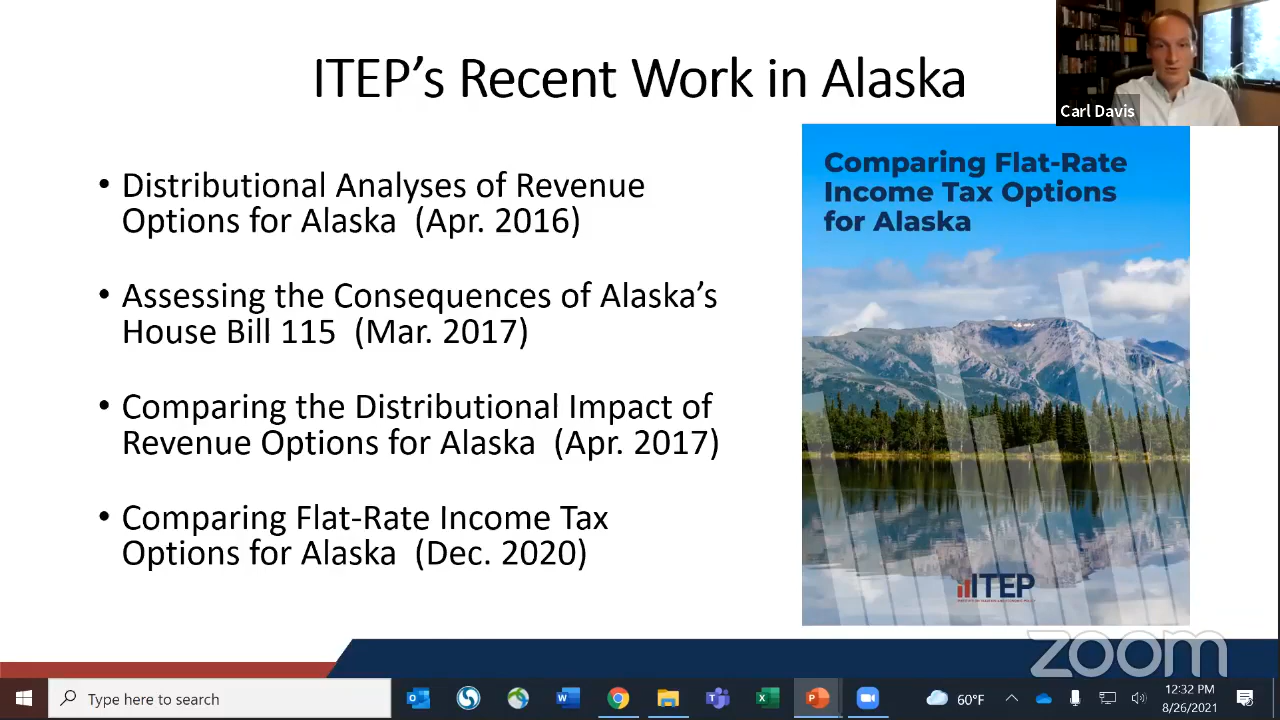 ITEP’s Recent Work in Alaska
Carl Davis
• Distributional Analyses of Revenue
Options for Alaska (Apr. 2016)
• Assessing the Consequences of Alaska’s
House Bill 115 (Mar. 2017)
• Comparing the Distributional Impact of
Revenue Options for Alaska (Apr. 2017)
• Comparing Flat-Rate Income Tax
Options for Alaska (Dec. 2020)
Comparing Flat-Rate
Income Tax Options
for Alaska
ITEP
zoom
Type here to search
60°F
12:32 PM
8/26/2021